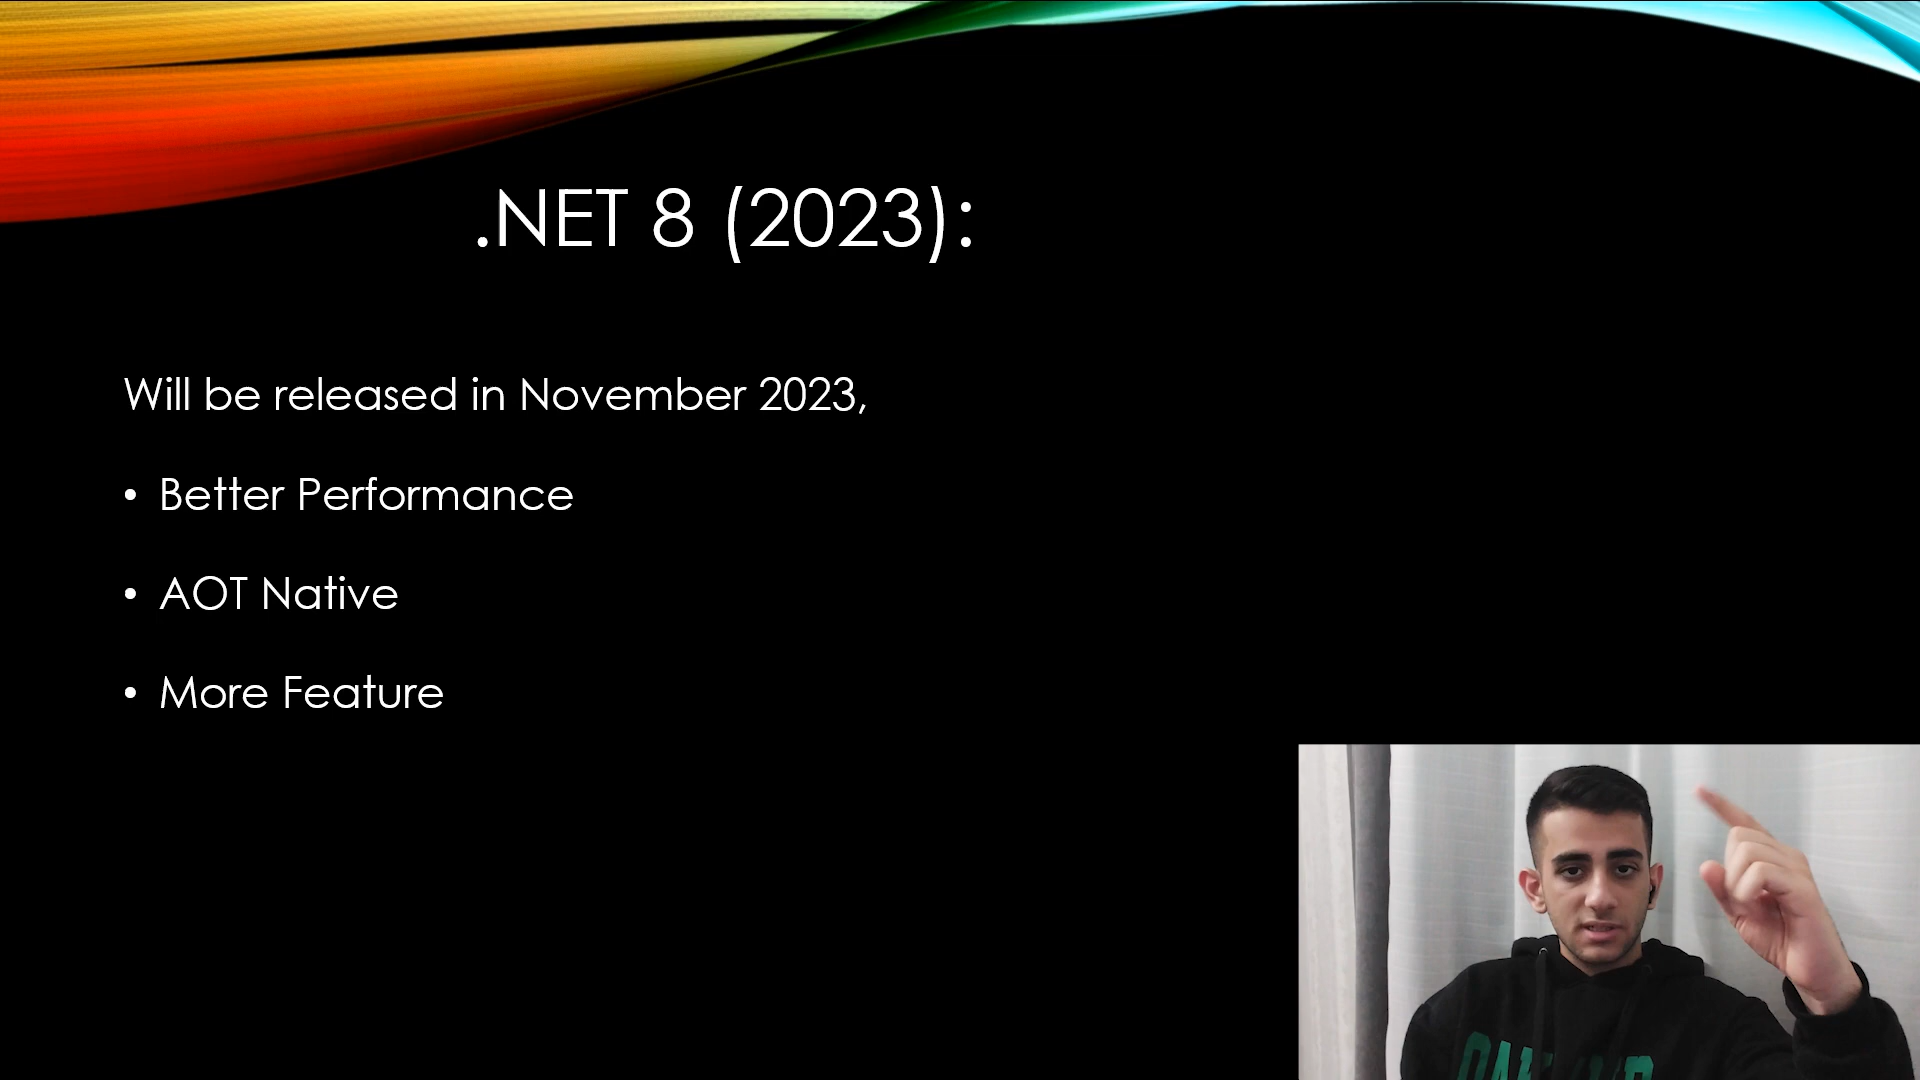 .NET 8 (2023):
Will be released in November 2023,
• Better Performance
• AOT Native
• More Feature